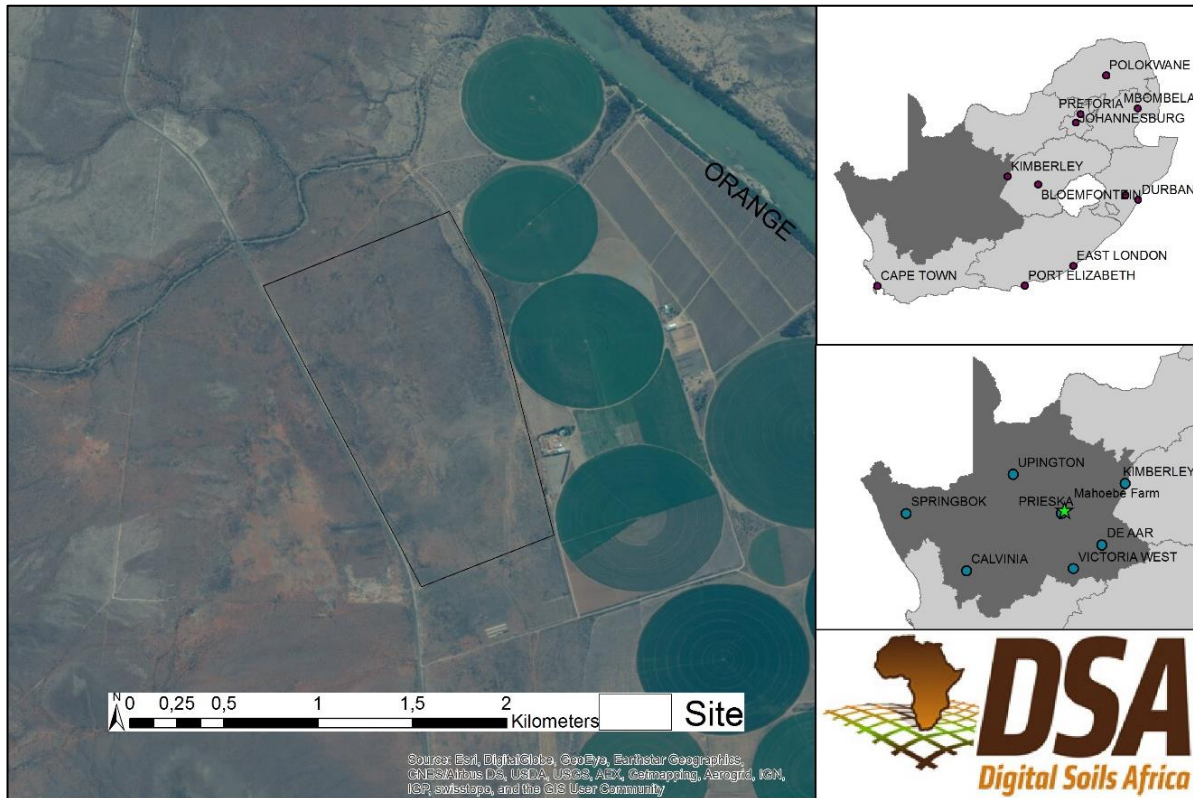 ORANGE
N
0 0,25 0,5 1 1,5 2
Kilometers
Site
Source: Esri, DigitalGlobe, GeoEye, Earthstar Geographics,
CNES/Airbus DS, USDA, USGS, AEX, Getmapping, Aerogrid, IGN,
IGP, swisstopo, and the GIS User Community
POLOKWANE
MBOMBELA
PRETORIA
JOHANNESBURG
KIMBERLEY
BLOEMFONTEIN
DURBAN
EAST LONDON
CAPE TOWN
PORT ELIZABETH
UPINGTON
KIMBERLEY
Mahoebe Farm
SPRINGBOK
PRIESKA
DE AAR
CALVINIA
VICTORIA WEST
DSA
Digital Soils Africa